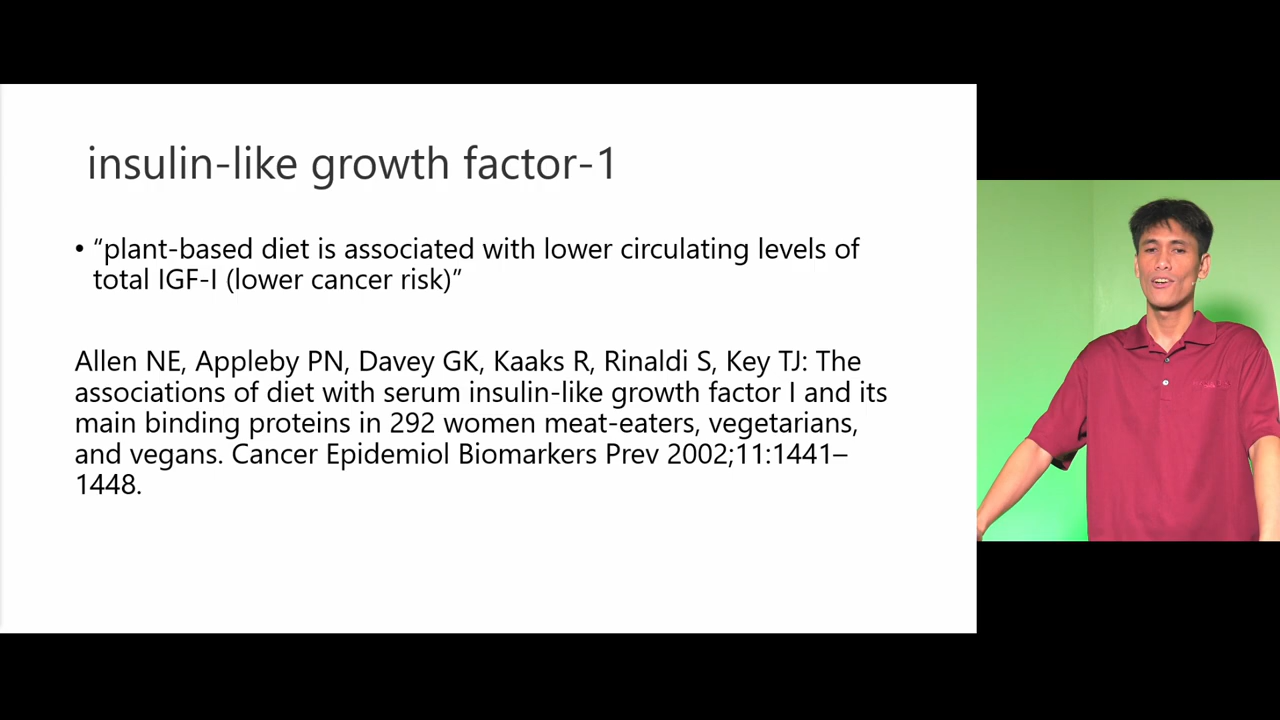 insulin-like growth factor-1
• “plant-based diet is associated with lower circulating levels of
total IGF-I (lower cancer risk)”
Allen NE, Appleby PN, Davey GK, Kaaks R, Rinaldi S, Key TJ: The
associations of diet with serum insulin-like growth factor I and its
main binding proteins in 292 women meat-eaters, vegetarians,
and vegans. Cancer Epidemiol Biomarkers Prev 2002;11:1441–
1448.